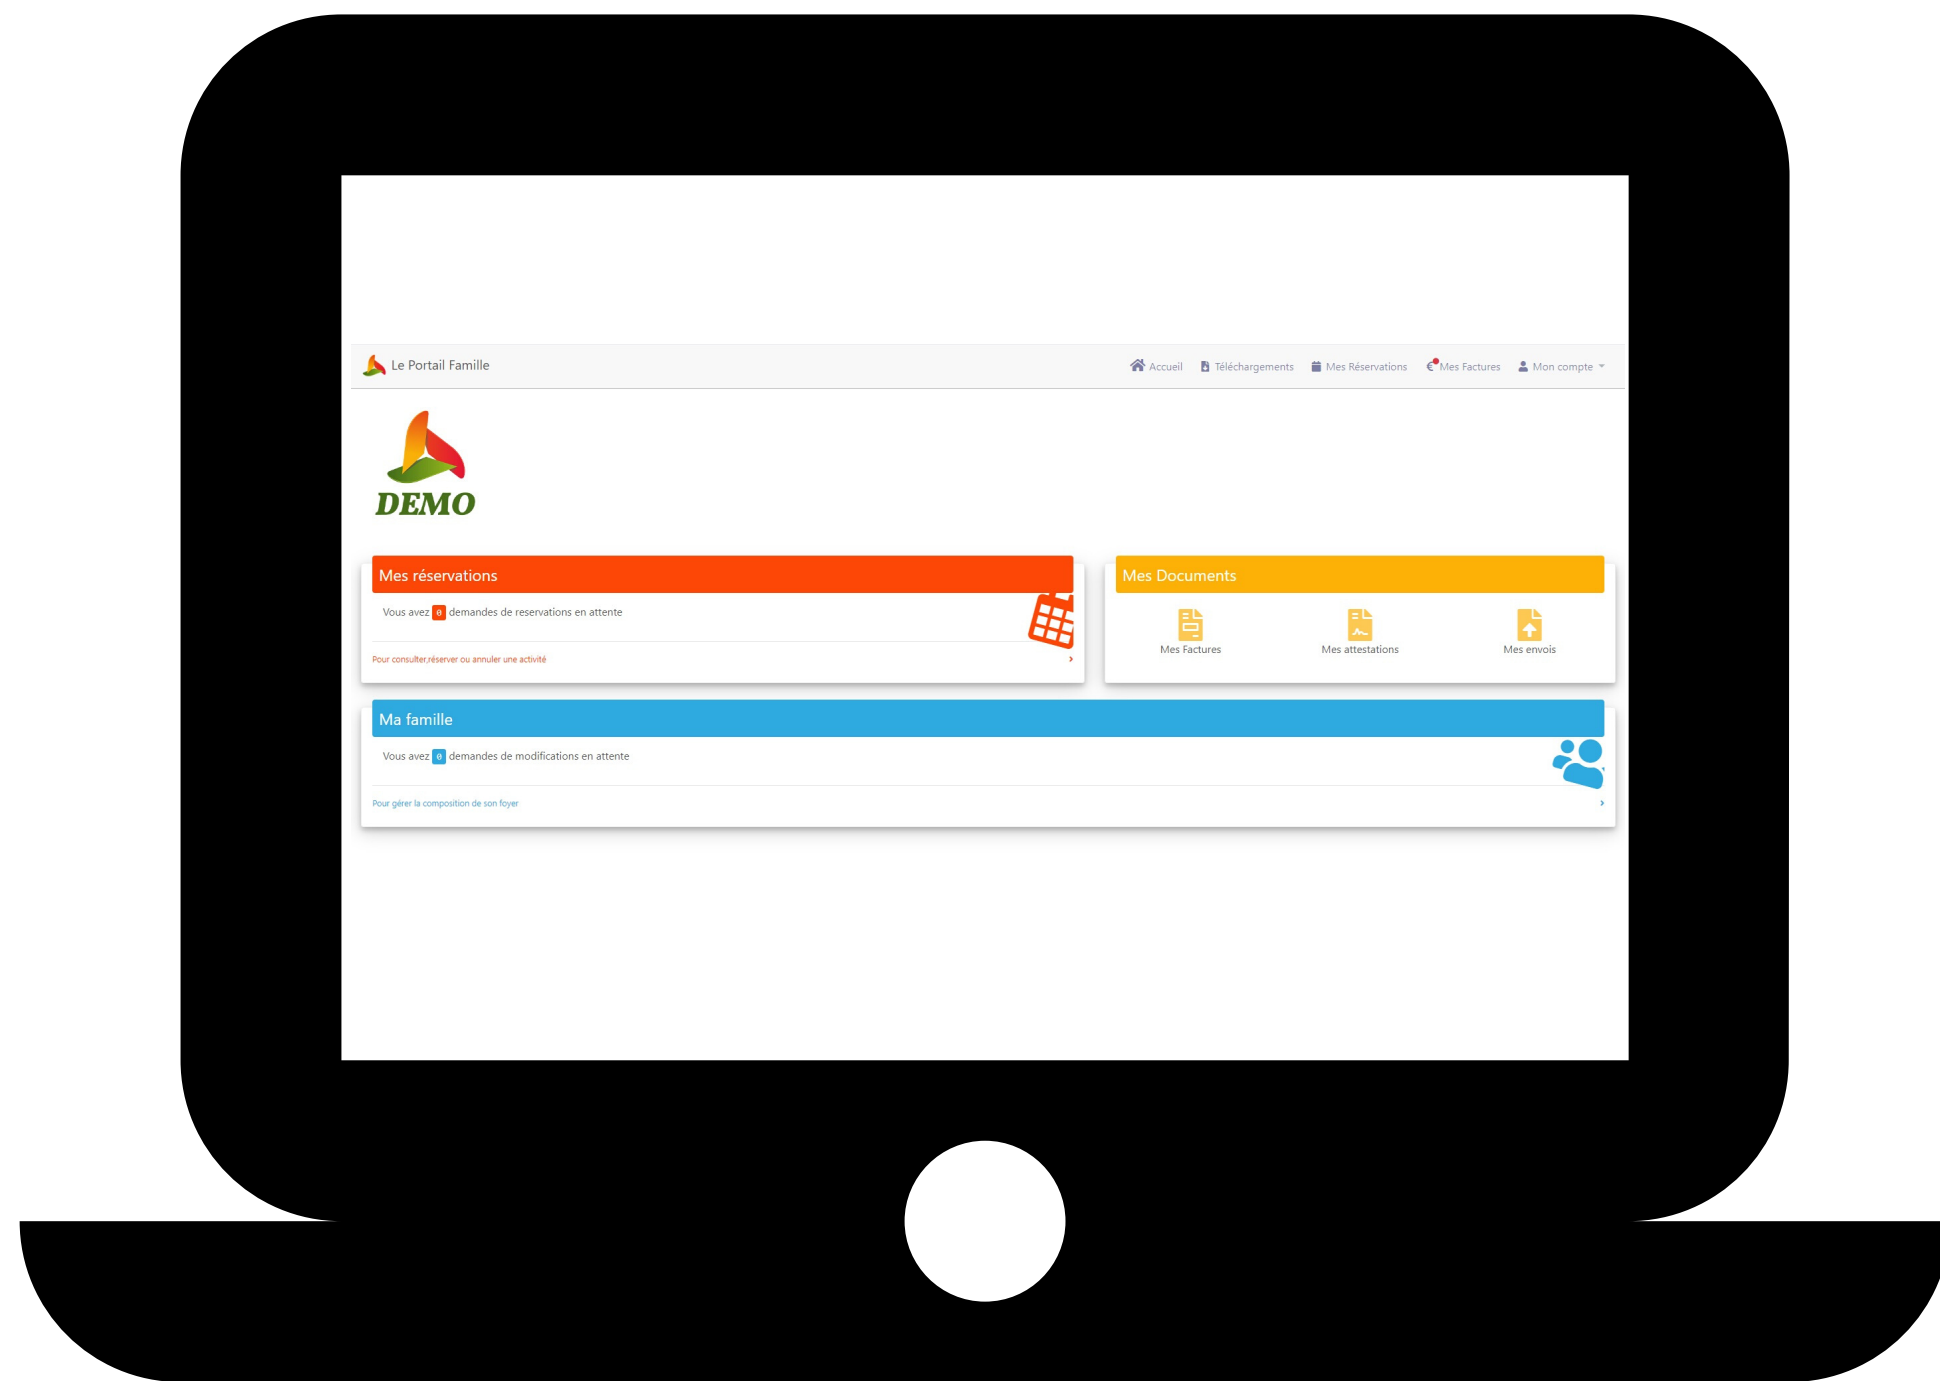 Le Portail Famille
Accueil Téléchargements Mes Réservations Mes Factures Mon compte
DEMO
Mes réservations
Vous avez 0 demandes de reservations en attente
Pour consulter,réserver ou annuler une activité
Mes Documents
Mes Factures Mes attestations Mes envois
Ma famille
Vous avez 0 demandes de modifications en attente
Pour gérer la composition de son foyer